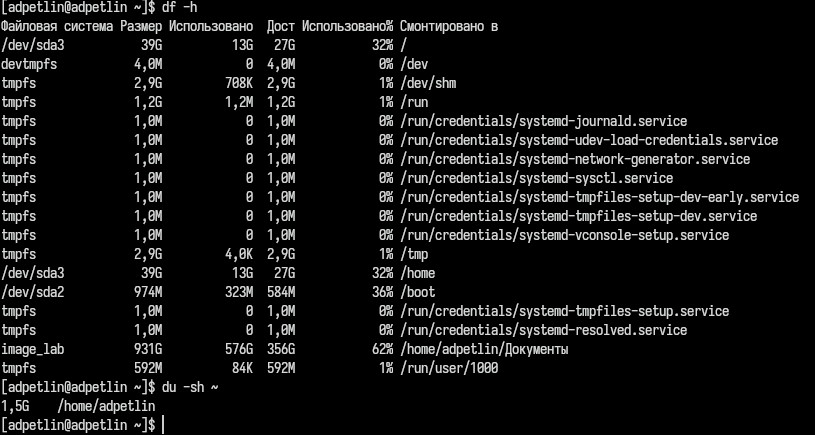 [adpetlin@adpetlin ~]$ df -h
Файловая система Размер Использовано  Дост Использовано% Смонтировано в
/dev/sda3           39G          13G   27G           32% /
devtmpfs           4,0M            0  4,0M            0% /dev
tmpfs              2,9G         708K  2,9G            1% /dev/shm
tmpfs              1,2G         1,2M  1,2G            1% /run
tmpfs              1,0M            0  1,0M            0% /run/credentials/systemd-journald.service
tmpfs              1,0M            0  1,0M            0% /run/credentials/systemd-udev-load-credentials.service
tmpfs              1,0M            0  1,0M            0% /run/credentials/systemd-network-generator.service
tmpfs              1,0M            0  1,0M            0% /run/credentials/systemd-sysctl.service
tmpfs              1,0M            0  1,0M            0% /run/credentials/systemd-tmpfiles-setup-dev-early.service
tmpfs              1,0M            0  1,0M            0% /run/credentials/systemd-tmpfiles-setup-dev.service
tmpfs              1,0M            0  1,0M            0% /run/credentials/systemd-vconsole-setup.service
tmpfs              2,9G         4,0K  2,9G            1% /tmp
/dev/sda3           39G          13G   27G           32% /home
/dev/sda2          974M         323M  584M           36% /boot
tmpfs              1,0M            0  1,0M            0% /run/credentials/systemd-tmpfiles-setup.service
tmpfs              1,0M            0  1,0M            0% /run/credentials/systemd-resolved.service
image_lab          931G         576G  356G           62% /home/adpetlin/Документы
tmpfs              592M          84K  592M            1% /run/user/1000
[adpetlin@adpetlin ~]$ du -sh ~
1,5G    /home/adpetlin
[adpetlin@adpetlin ~]$